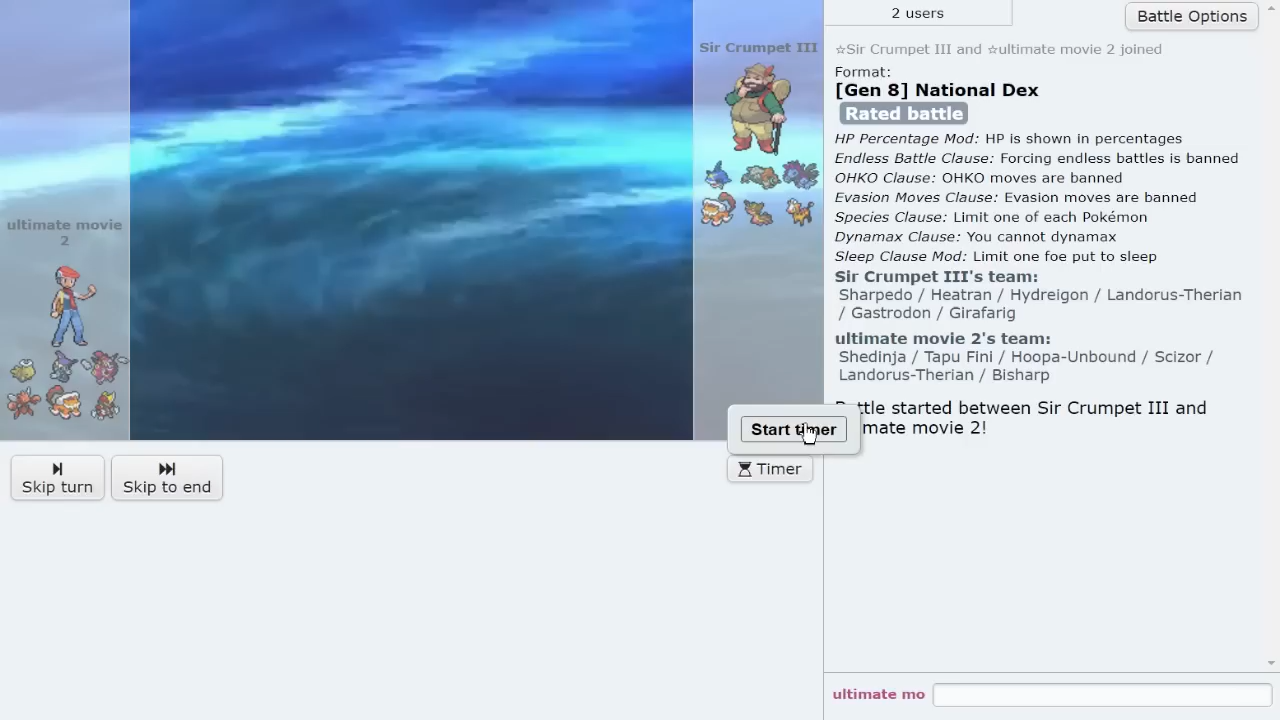 2 users
Battle Options
Sir Crumpet III
ultimate movie
2
☆Sir Crumpet III and ☆ultimate movie 2 joined
Format:
[Gen 8] National Dex
Rated battle
HP Percentage Mod: HP is shown in percentages
Endless Battle Clause: Forcing endless battles is banned
OHKO Clause: OHKO moves are banned
Evasion Moves Clause: Evasion moves are banned
Species Clause: Limit one of each Pokémon
Dynamax Clause: You cannot dynamax
Sleep Clause Mod: Limit one foe put to sleep
Sir Crumpet III's team:
Sharpedo / Heatran / Hydreigon / Landorus-Therian
/ Gastrodon / Girafarig
ultimate movie 2's team:
Shedinja / Tapu Fini / Hoopa-Unbound / Scizor /
Landorus-Therian / Bisharp
Battle started between Sir Crumpet III and
imate movie 2!
Start timer
Timer
Skip turn
Skip to end
ultimate mo